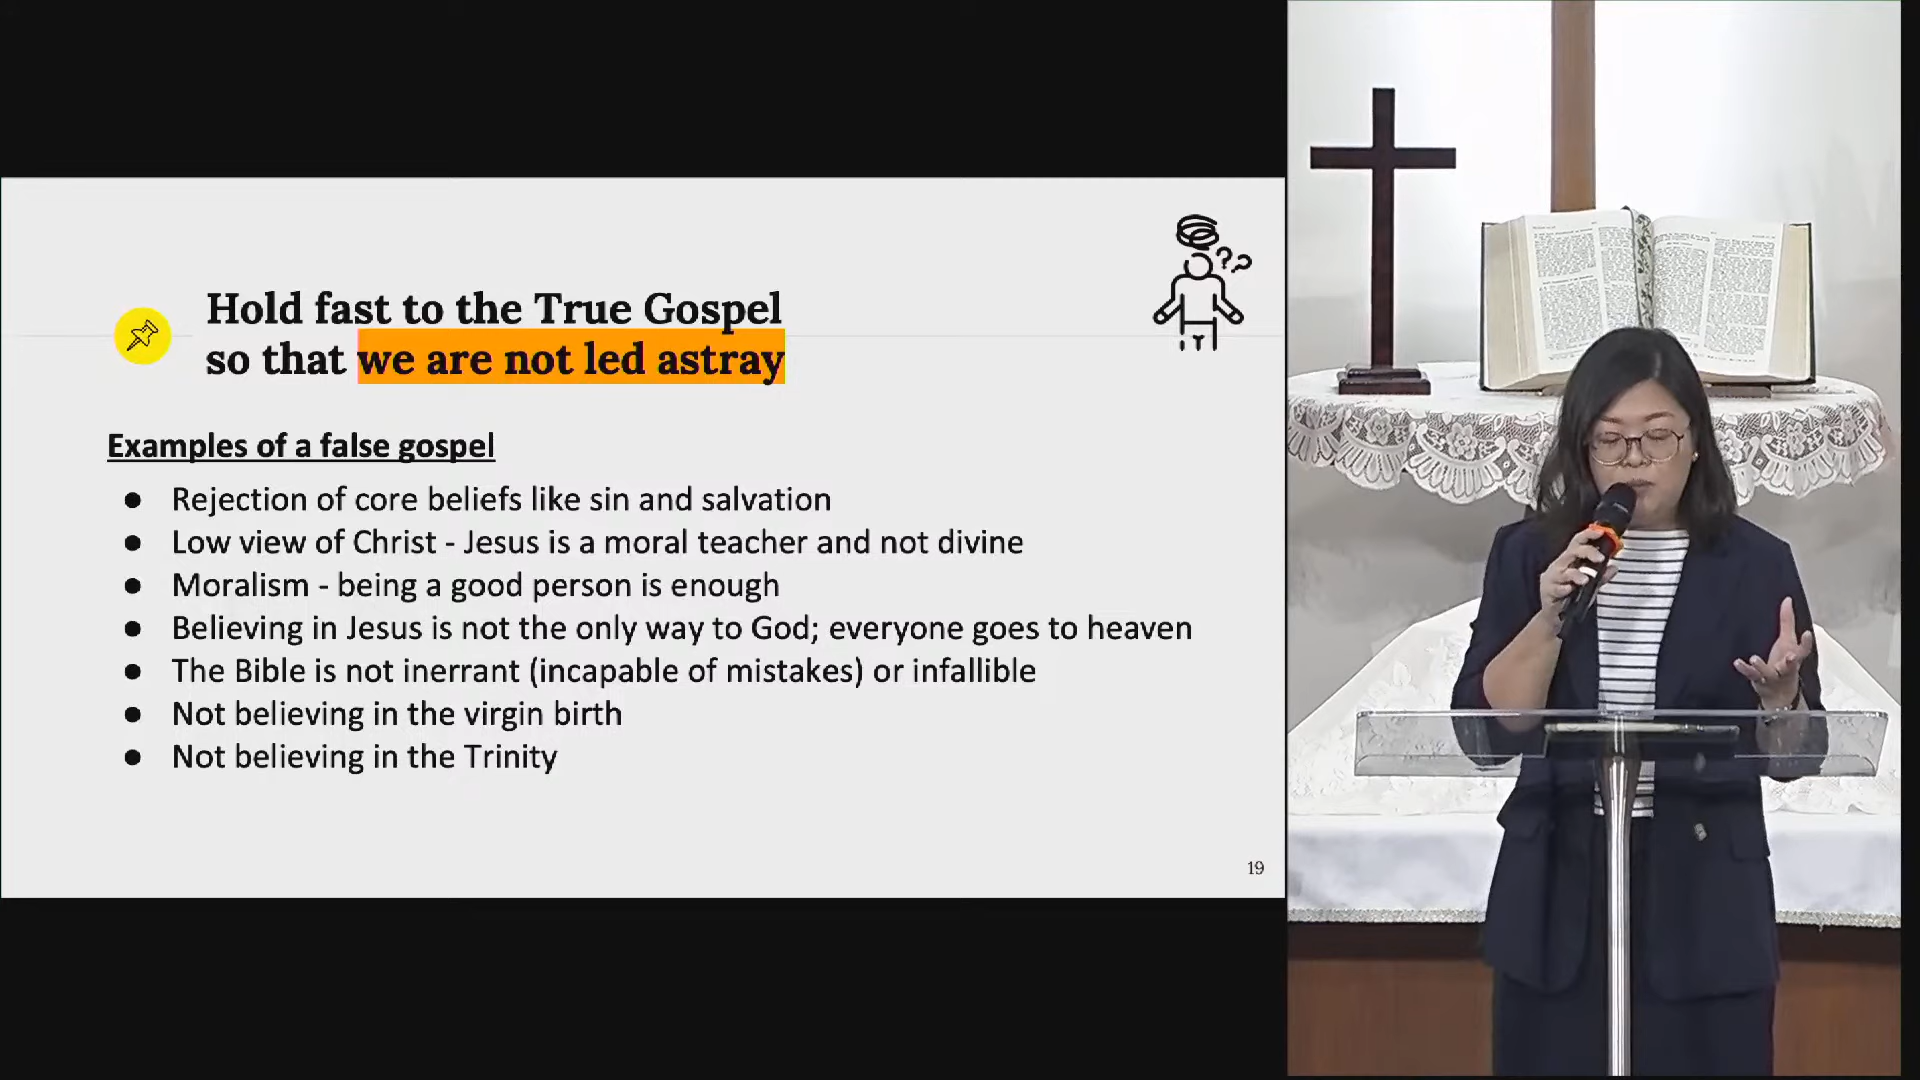 Hold fast to the True Gospel
so that we are not led astray
??
Examples of a false gospel
● Rejection of core beliefs like sin and salvation
● Low view of Christ - Jesus is a moral teacher and not divine
● Moralism - being a good person is enough
● Believing in Jesus is not the only way to God; everyone goes to heaven
● The Bible is not inerrant (incapable of mistakes) or infallible
● Not believing in the virgin birth
● Not believing in the Trinity
19